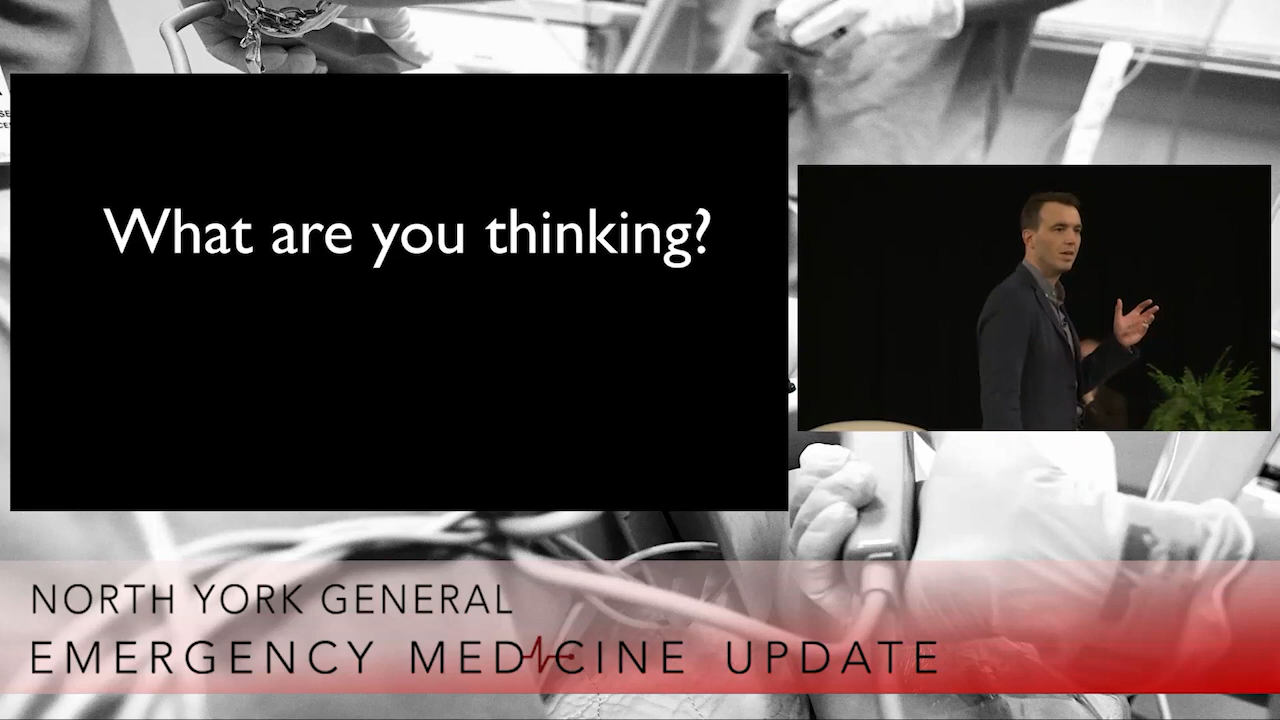 What are you thinking?
NORTH YORK GENERAL
EMERGENCY MEDICINE UPDATE